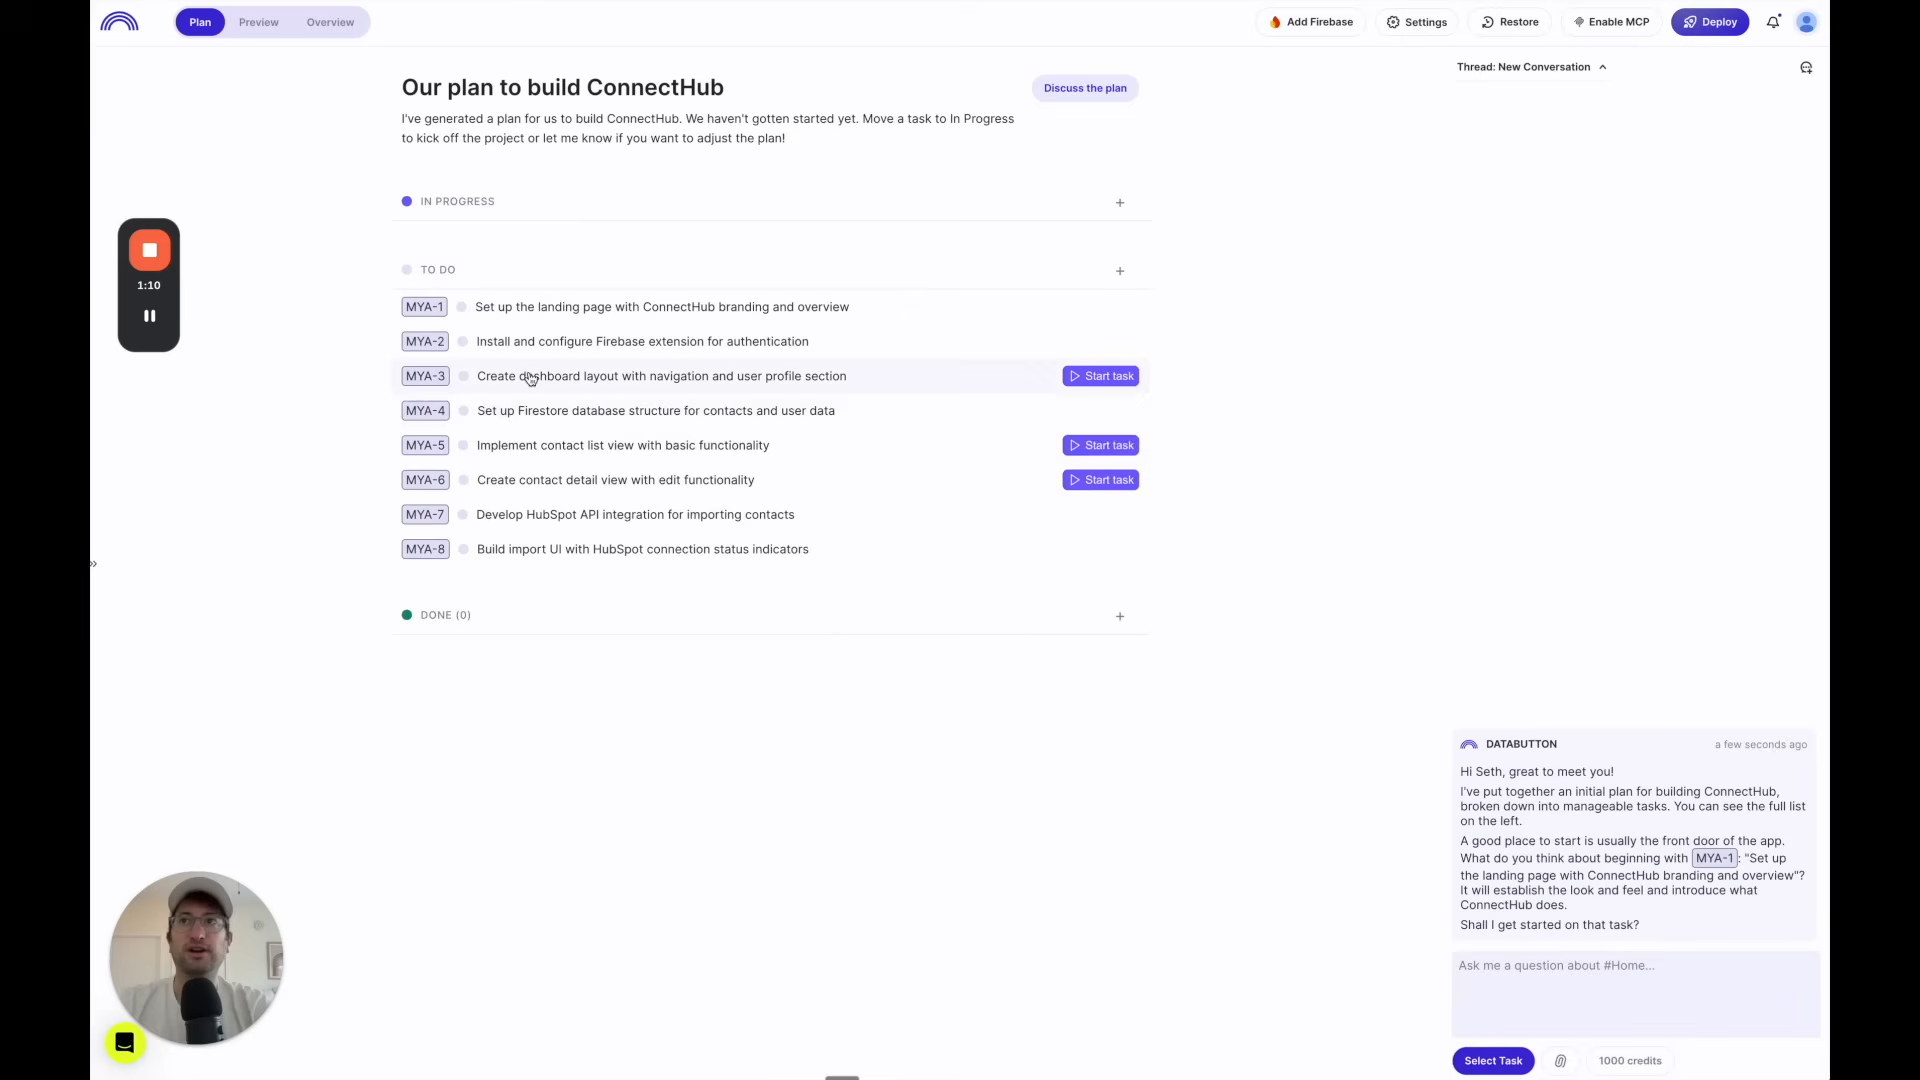 Plan
Preview
Overview
Add Firebase
Settings
Restore
Enable MCP
Deploy
Thread: New Conversation
Our plan to build ConnectHub
Discuss the plan
I've generated a plan for us to build ConnectHub. We haven't gotten started yet. Move a task to In Progress
to kick off the project or let me know if you want to adjust the plan!
IN PROGRESS
TO DO
MYA-1 Set up the landing page with ConnectHub branding and overview
MYA-2 Install and configure Firebase extension for authentication
MYA-3 Create dashboard layout with navigation and user profile section Start task
MYA-4 Set up Firestore database structure for contacts and user data
MYA-5 Implement contact list view with basic functionality Start task
MYA-6 Create contact detail view with edit functionality Start task
MYA-7 Develop HubSpot API integration for importing contacts
MYA-8 Build import UI with HubSpot connection status indicators
DONE (0)
1:10
DATABUTTON
a few seconds ago
Hi Seth, great to meet you!
I've put together an initial plan for building ConnectHub,
broken down into manageable tasks. You can see the full list
on the left.
A good place to start is usually the front door of the app.
What do you think about beginning with MYA-1: "Set up
the landing page with ConnectHub branding and overview"?
It will establish the look and feel and introduce what
ConnectHub does.
Shall I get started on that task?
Ask me a question about #Home...
Select Task
1000 credits